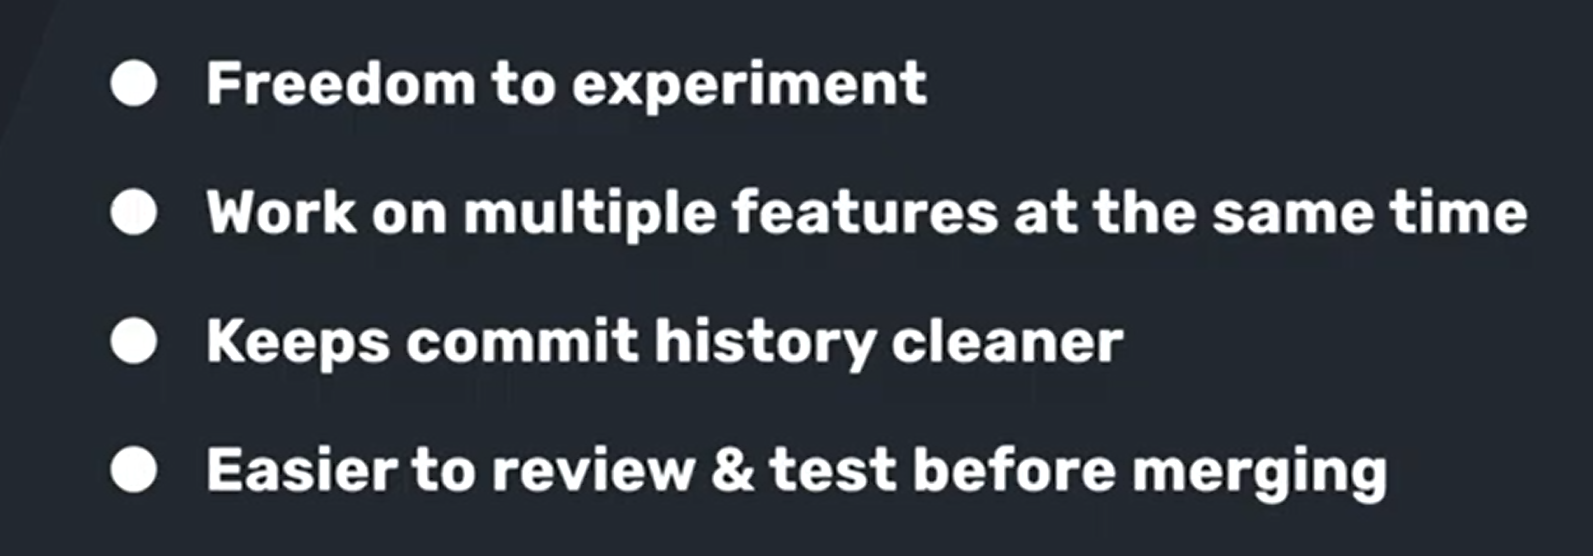 Freedom to experiment
Work on multiple features at the same time
Keeps commit history cleaner
Easier to review & test before merging